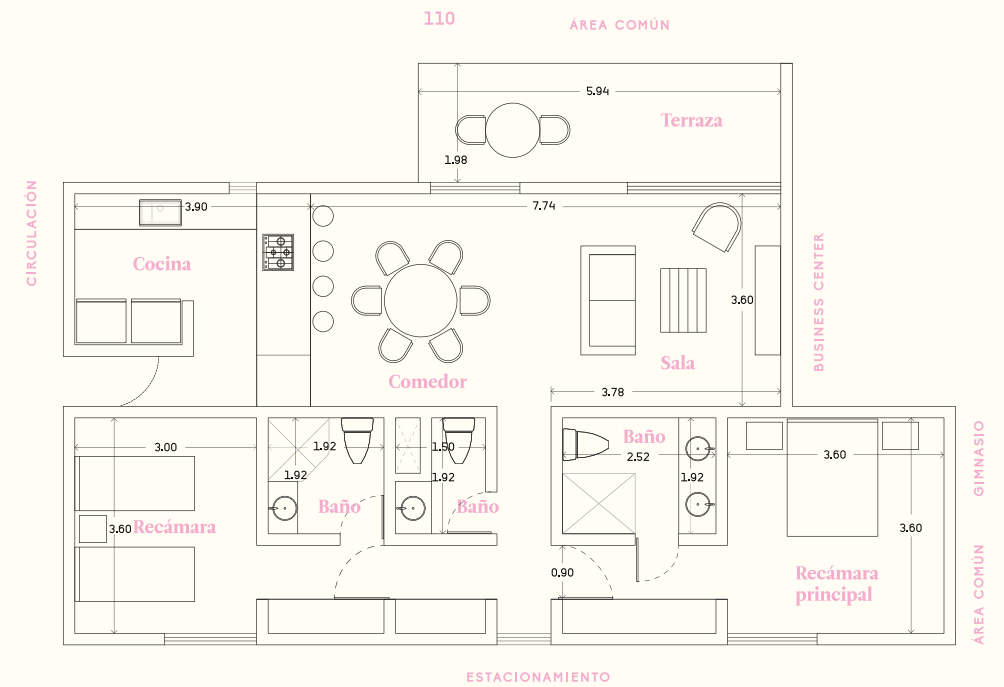 110
ÁREA COMÚN
5.94
Terraza
1.98
CIRCULACIÓN
3.90
7.74
Cocina
BUSINESS CENTER
3.60
Sala
Comedor
3.78
3.00
1.92
1.50
Baño
2.52
3.60
GIMNASIO
1.92
1.92
1.92
Baño
Baño
3.60
Recámara
3.60
0.90
Recámara
principal
ÁREA COMÚN
ESTACIONAMIENTO